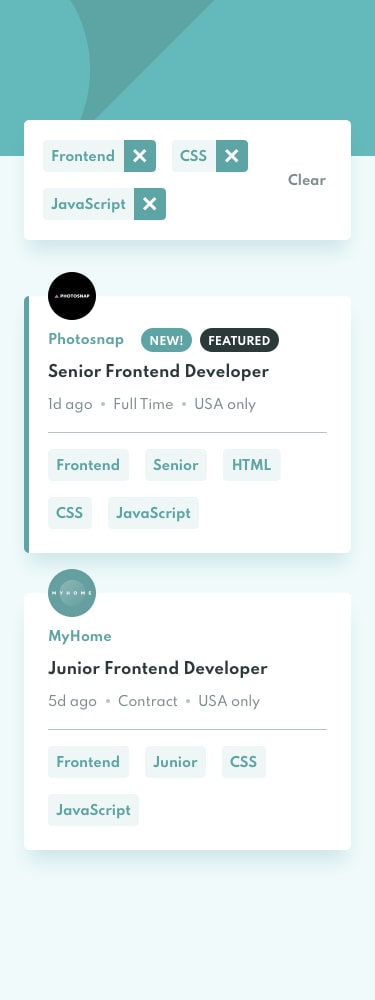 Frontend CSS
Clear
JavaScript
PHOTOSNAP
Photosnap NEW! FEATURED
Senior Frontend Developer
1d ago • Full Time • USA only
Frontend Senior HTML
CSS JavaScript
MYHOME
MyHome
Junior Frontend Developer
5d ago • Contract • USA only
Frontend Junior CSS
JavaScript